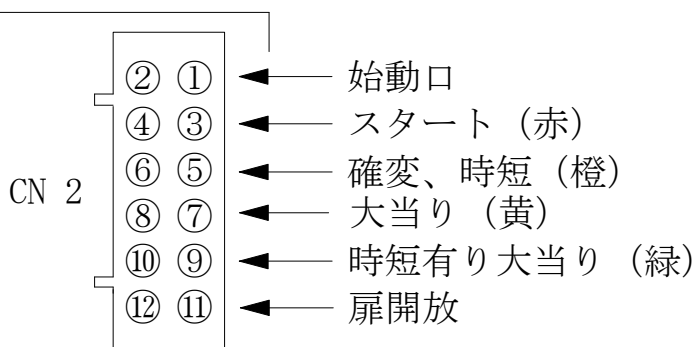 ② ① 始動口
④ ③ スタート（赤）
⑥ ⑤ 確変、時短（橙）
CN 2
⑧ ⑦ 大当り（黄）
⑩ ⑨ 時短有り大当り（緑）
⑫ ⑪ 扉開放